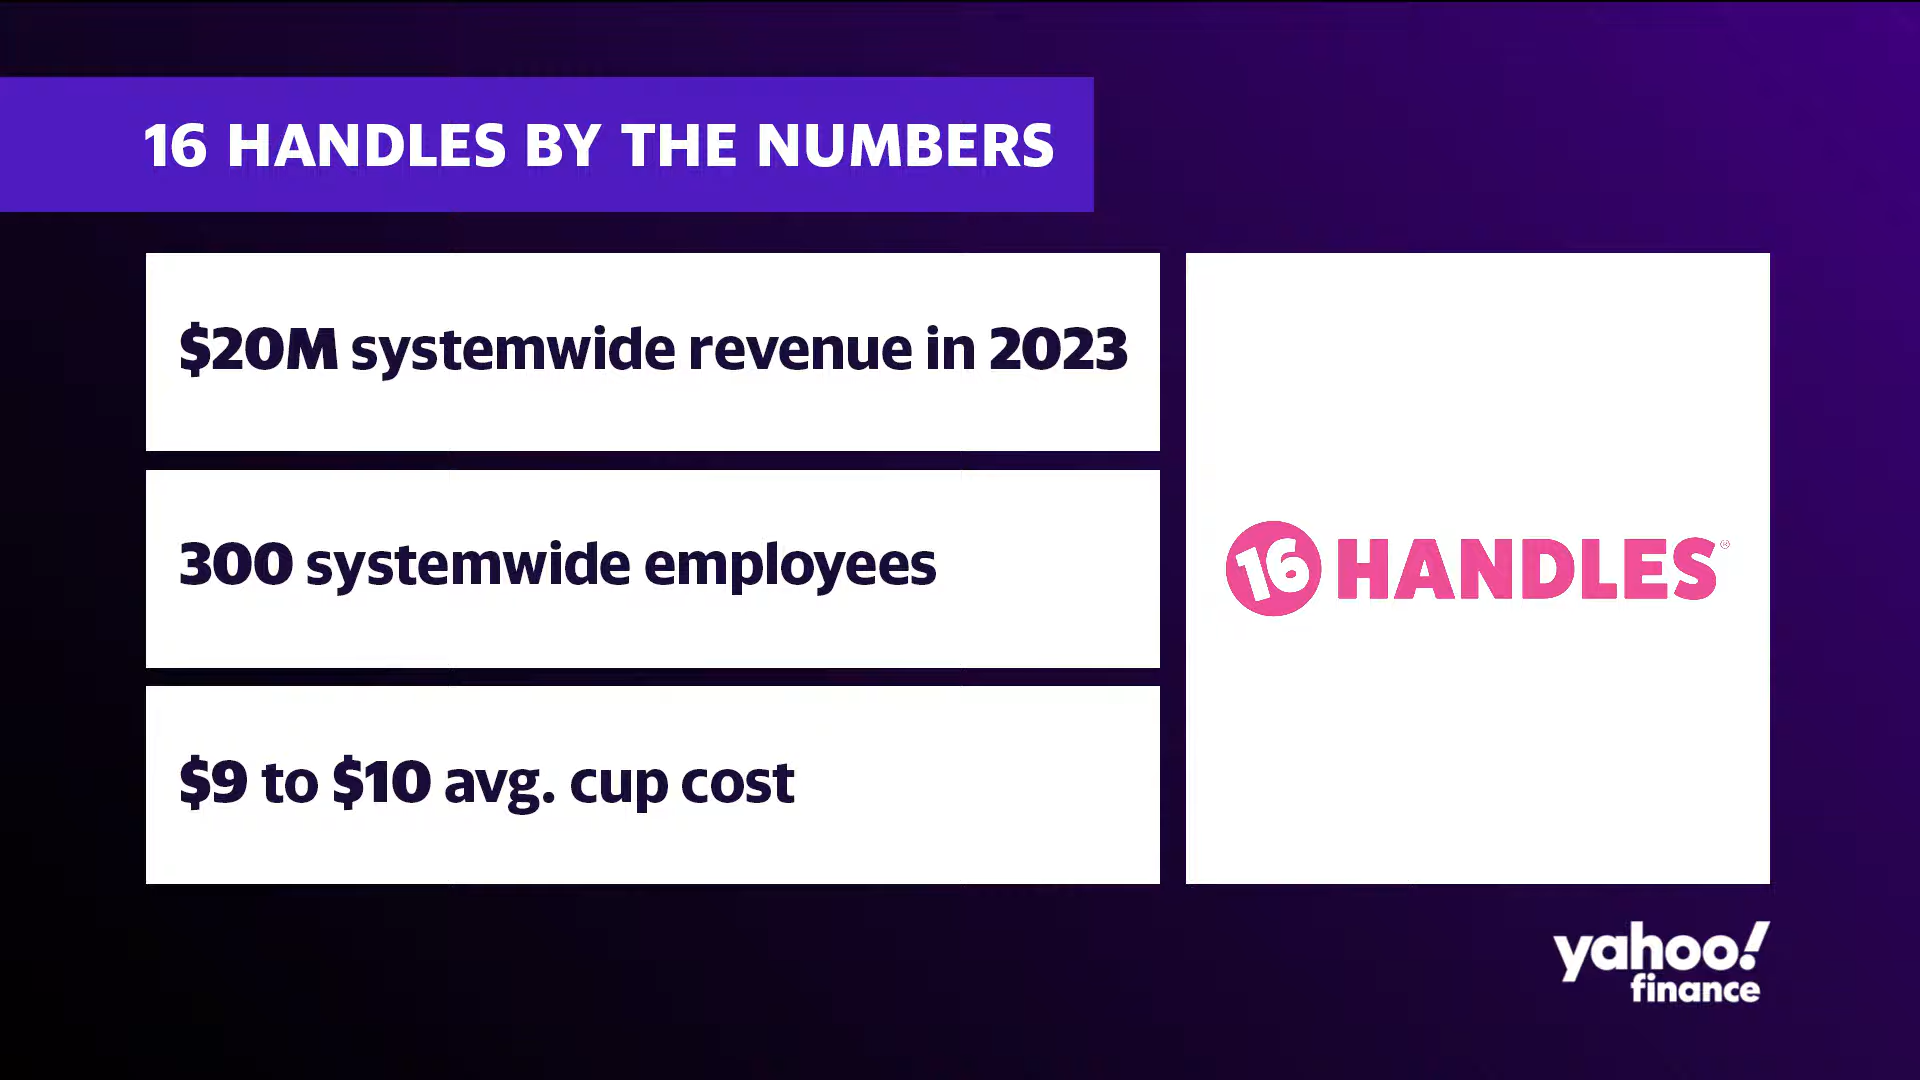 16 HANDLES BY THE NUMBERS
$20M systemwide revenue in 2023
300 systemwide employees
$9 to $10 avg. cup cost
16 HANDLES®
yahoo!
finance